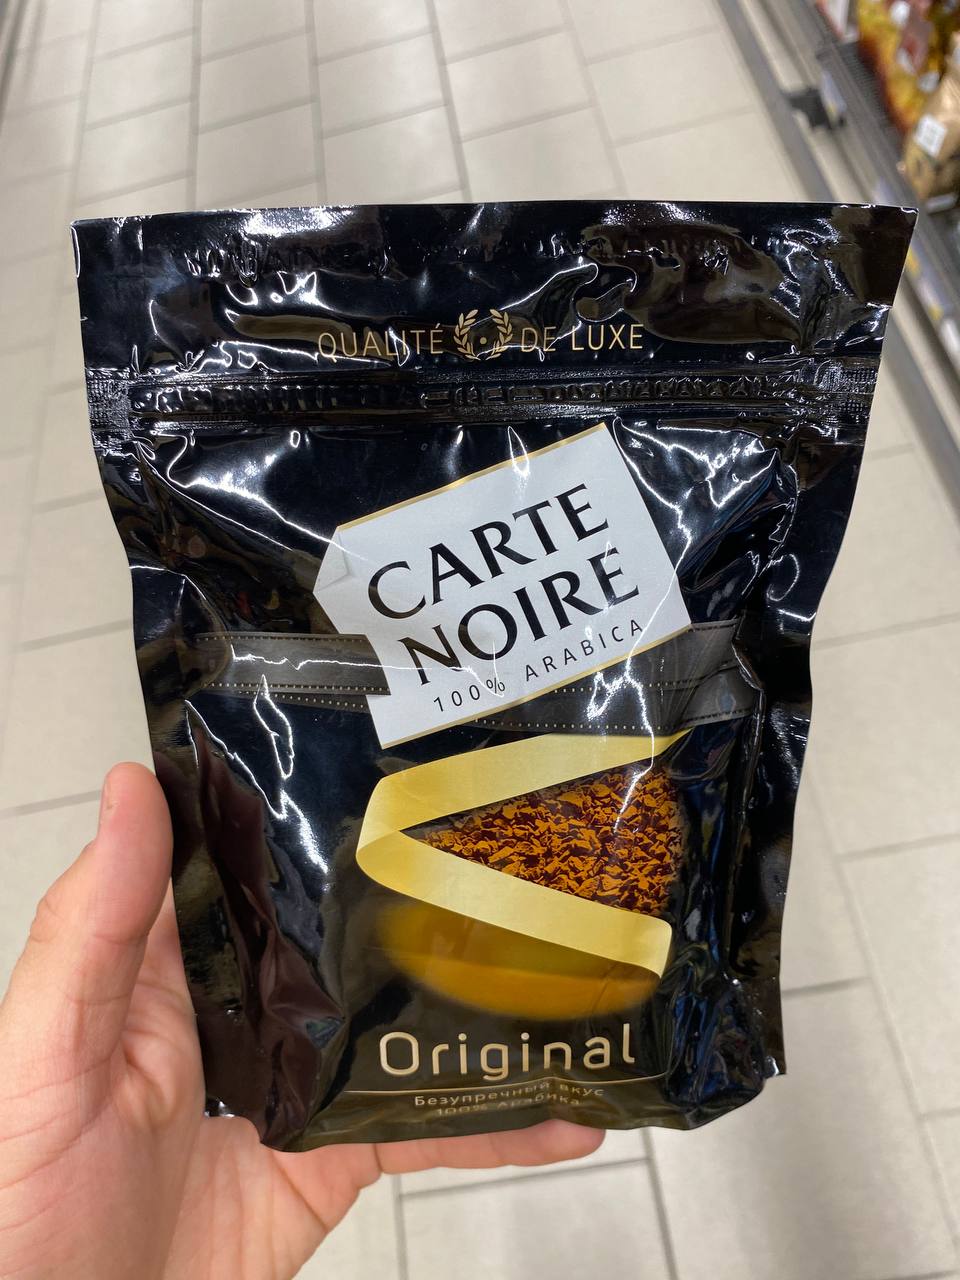 QUALITÉ DE LUXE
CARTE
NOIRE
100% ARABICA
Original
Безупречный вкус
100% Арабика